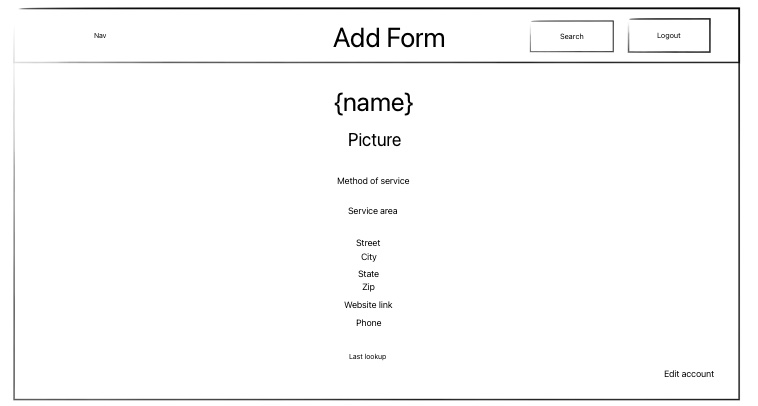 Nav
Add Form
Search
Logout
{name}
Picture
Method of service
Service area
Street
City
State
Zip
Website link
Phone
Last lookup
Edit account